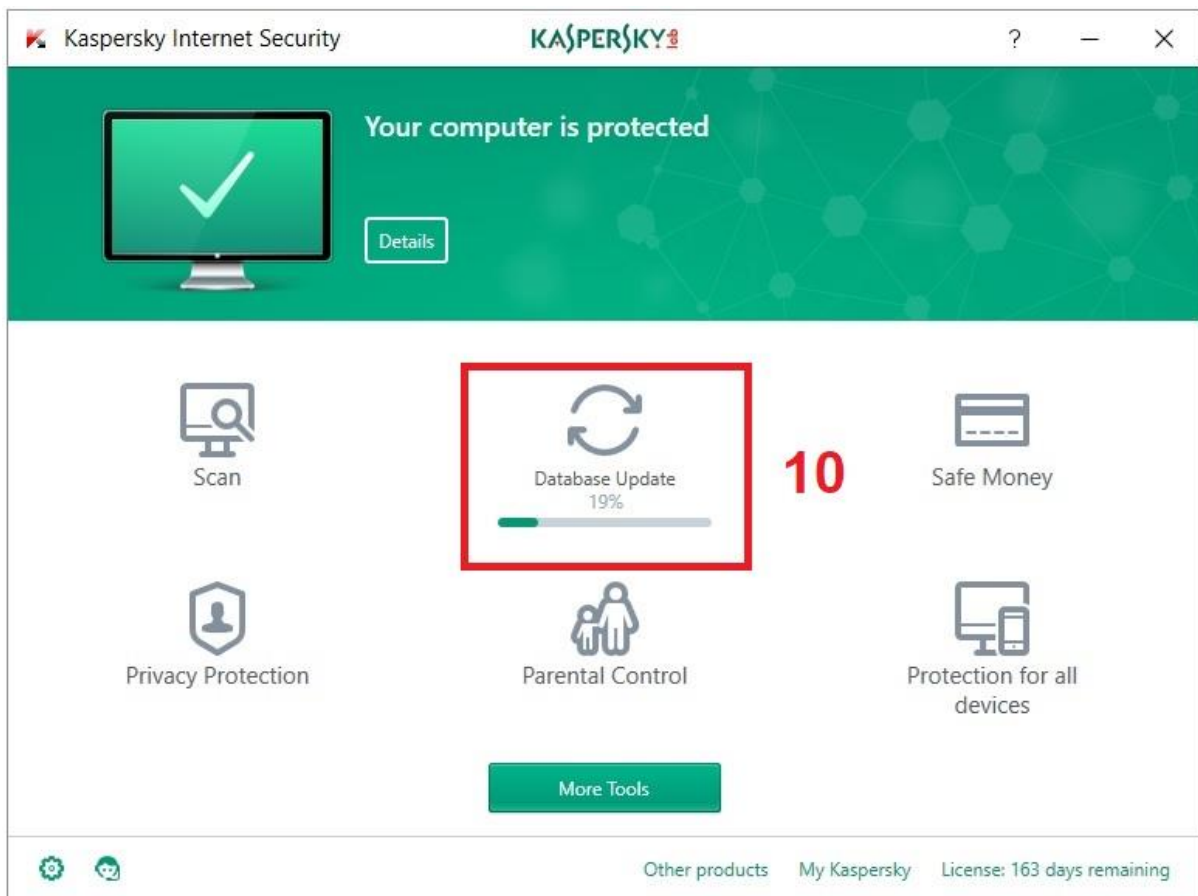 Kaspersky Internet Security
KASPERSKY lab
?
Your computer is protected
Details
Scan
Database Update
19%
10
Safe Money
Privacy Protection
Parental Control
Protection for all
devices
More Tools
Other products
My Kaspersky
License: 163 days remaining